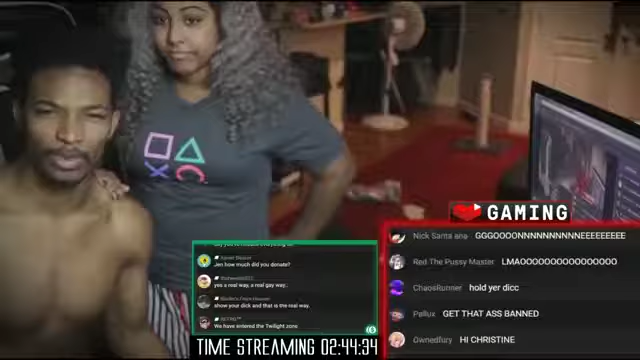 GAMING
Nick Santa ana GGGOOOONNNNNNNNNNNEEEEEEEEE
Red The Pussy Master LMAOOOOOOOOOOOOOOOO
ChaosRunner hold yer dicc
Pallux GET THAT ASS BANNED
Ownedfury HI CHRISTINE
Jen how much did you donate?
yes a real way, a real gay way.
show your dick and that is the real way.
RETRO
We have entered the Twilight zone
TIME STREAMING 02:44:34